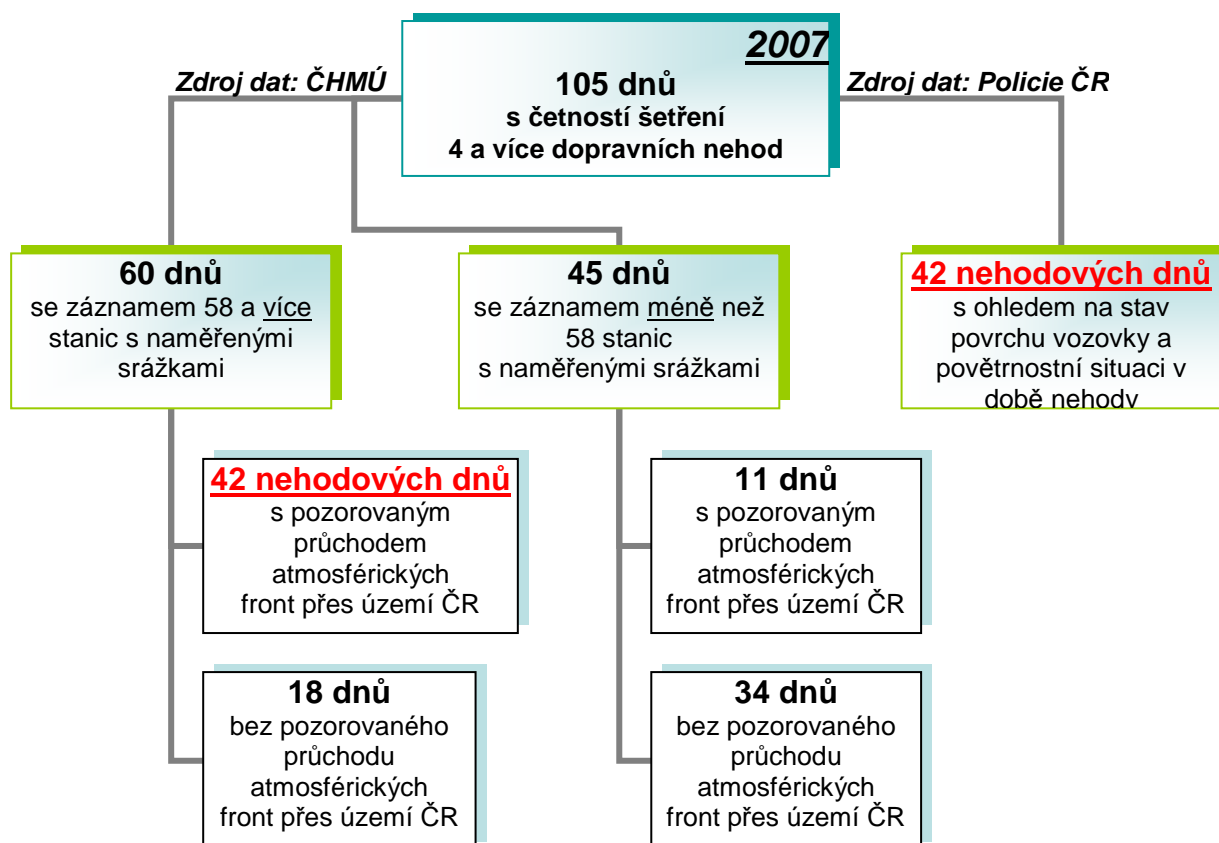 2007
Zdroj dat: ČHMÚ
105 dnů
s četností šetření
4 a více dopravních nehod
Zdroj dat: Policie ČR
60 dnů
se záznamem 58 a více
stanic s naměřenými
srážkami
45 dnů
se záznamem méně než
58 stanic
s naměřenými srážkami
42 nehodových dnů
s ohledem na stav
povrchu vozovky a
povětrnostní situaci v
době nehody
42 nehodových dnů
s pozorovaným
průchodem
atmosférických
front přes území ČR
11 dnů
s pozorovaným
průchodem
atmosférických
front přes území ČR
18 dnů
bez pozorovaného
průchodu
atmosférických
front přes území ČR
34 dnů
bez pozorovaného
průchodu
atmosférických
front přes území ČR